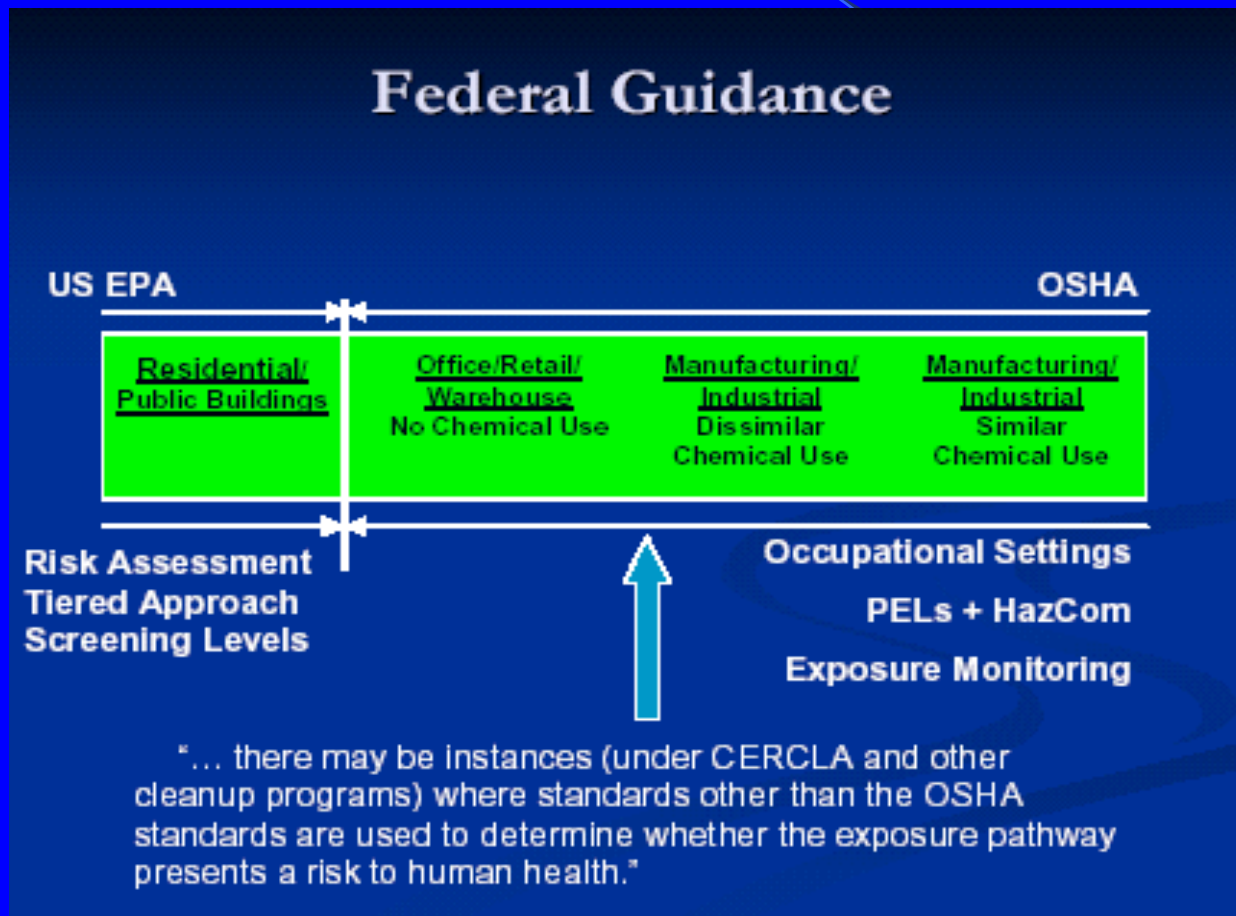 Federal Guidance
US EPA
OSHA
Residential/
Public Buildings
Office/Retail/
Warehouse
No Chemical Use
Manufacturing/
Industrial
Dissimilar
Chemical Use
Manufacturing/
Industrial
Similar
Chemical Use
Risk Assessment
Tiered Approach
Screening Levels
Occupational Settings
PELs + HazCom
Exposure Monitoring
"... there may be instances (under CERCLA and other
cleanup programs) where standards other than the OSHA
standards are used to determine whether the exposure pathway
presents a risk to human health."